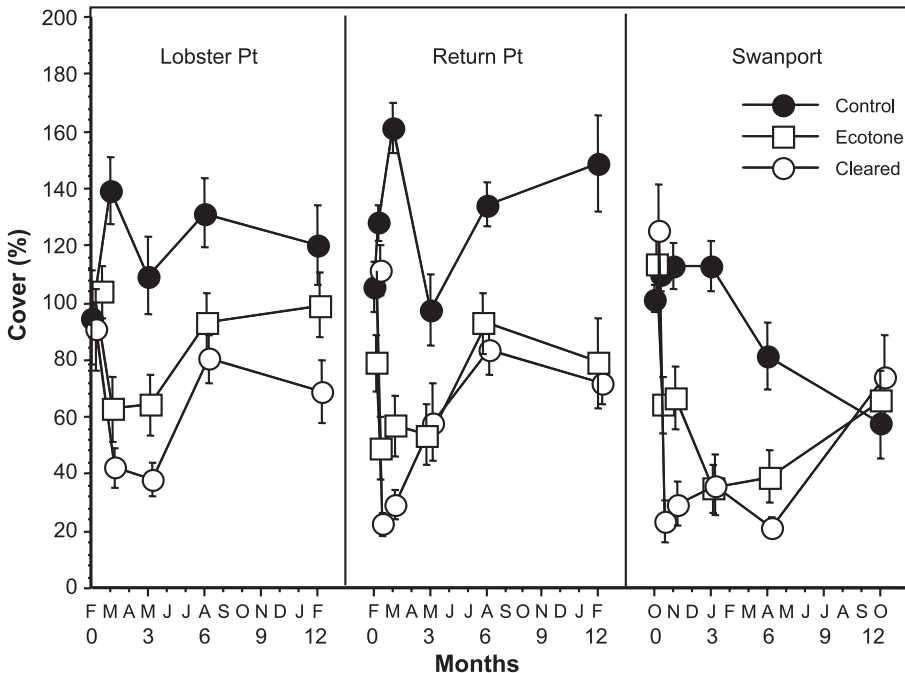 200
180
160
140
120
100
80
60
40
20
0
Cover (%)
Lobster Pt
Return Pt
Swanport
Control
Ecotone
Cleared
F M A M J J A S O N D J F
F M A M J J A S O N D J F
O N D J F M A M J J A S O
0 3 6 9 12
0 3 6 9 12
0 3 6 9 12
Months